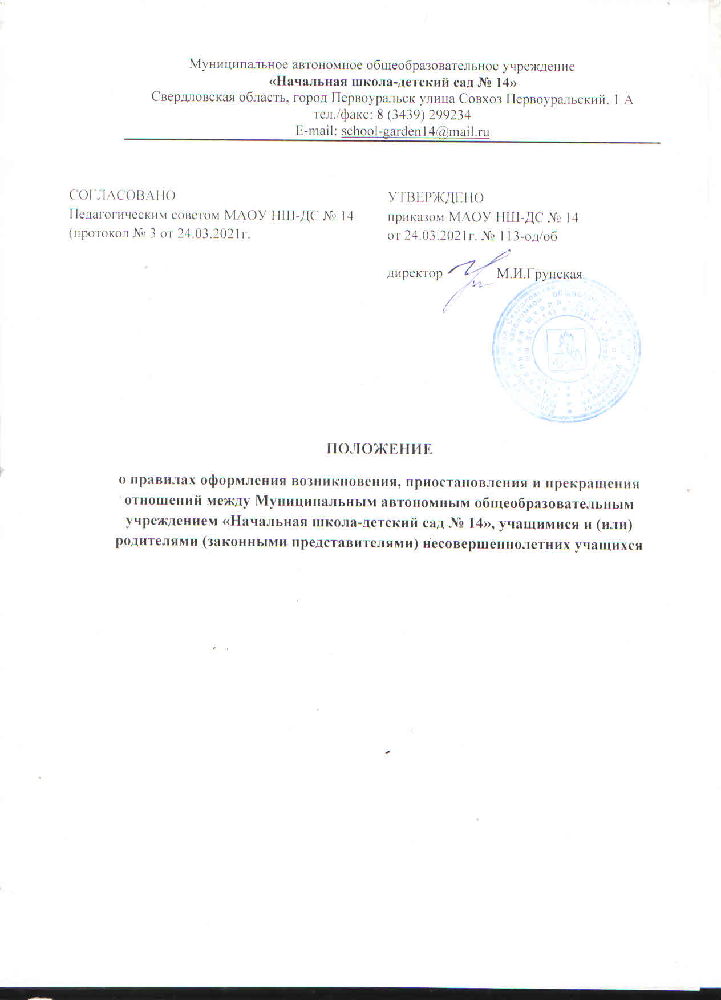 Муниципальное автономное общеобразовательное учреждение
«Начальная школа-детский сад № 14»
Свердловская область, город Первоуральск улица Совхоз Первоуральский, 1 А
тел./факс: 8 (3439) 299234
E-mail: school-garden14@mail.ru
СОГЛАСОВАНО
Педагогическим советом МАОУ НШ-ДС № 14
(протокол № 3 от 24.03.2021г.
УТВЕРЖДЕНО
приказом МАОУ НШ-ДС № 14
от 24.03.2021г. № 113-од/об
директор М.И.Грунская
ПОЛОЖЕНИЕ
о правилах оформления возникновения, приостановления и прекращения
отношений между Муниципальным автономным общеобразовательным
учреждением «Начальная школа-детский сад № 14», учащимися и (или)
родителями (законными представителями) несовершеннолетних учащихся